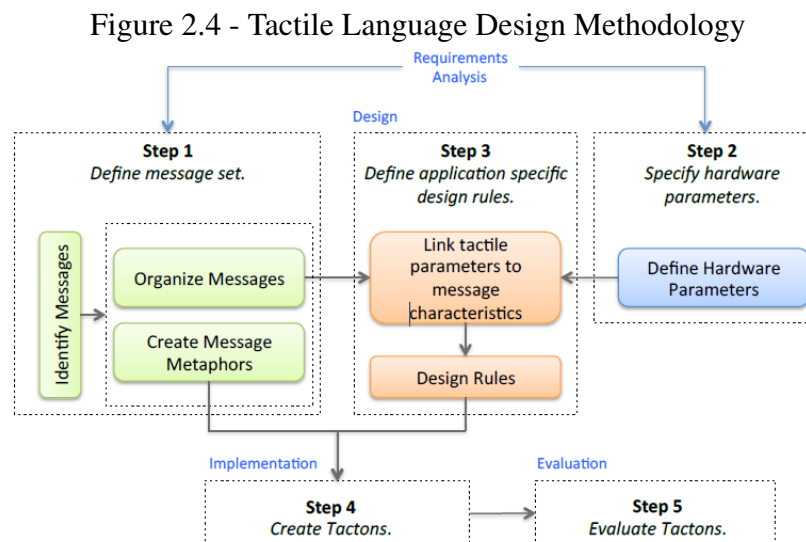 Figure 2.4 - Tactile Language Design Methodology
Requirements
Analysis
Design
Step 1
Define message set.
Identify Messages
Organize Messages
Create Message
Metaphors
Step 3
Define application specific
design rules.
Link tactile
parameters to
message
characteristics
Design Rules
Step 2
Specify hardware
parameters.
Define Hardware
Parameters
Implementation
Step 4
Create Tactons.
Evaluation
Step 5
Evaluate Tactons.